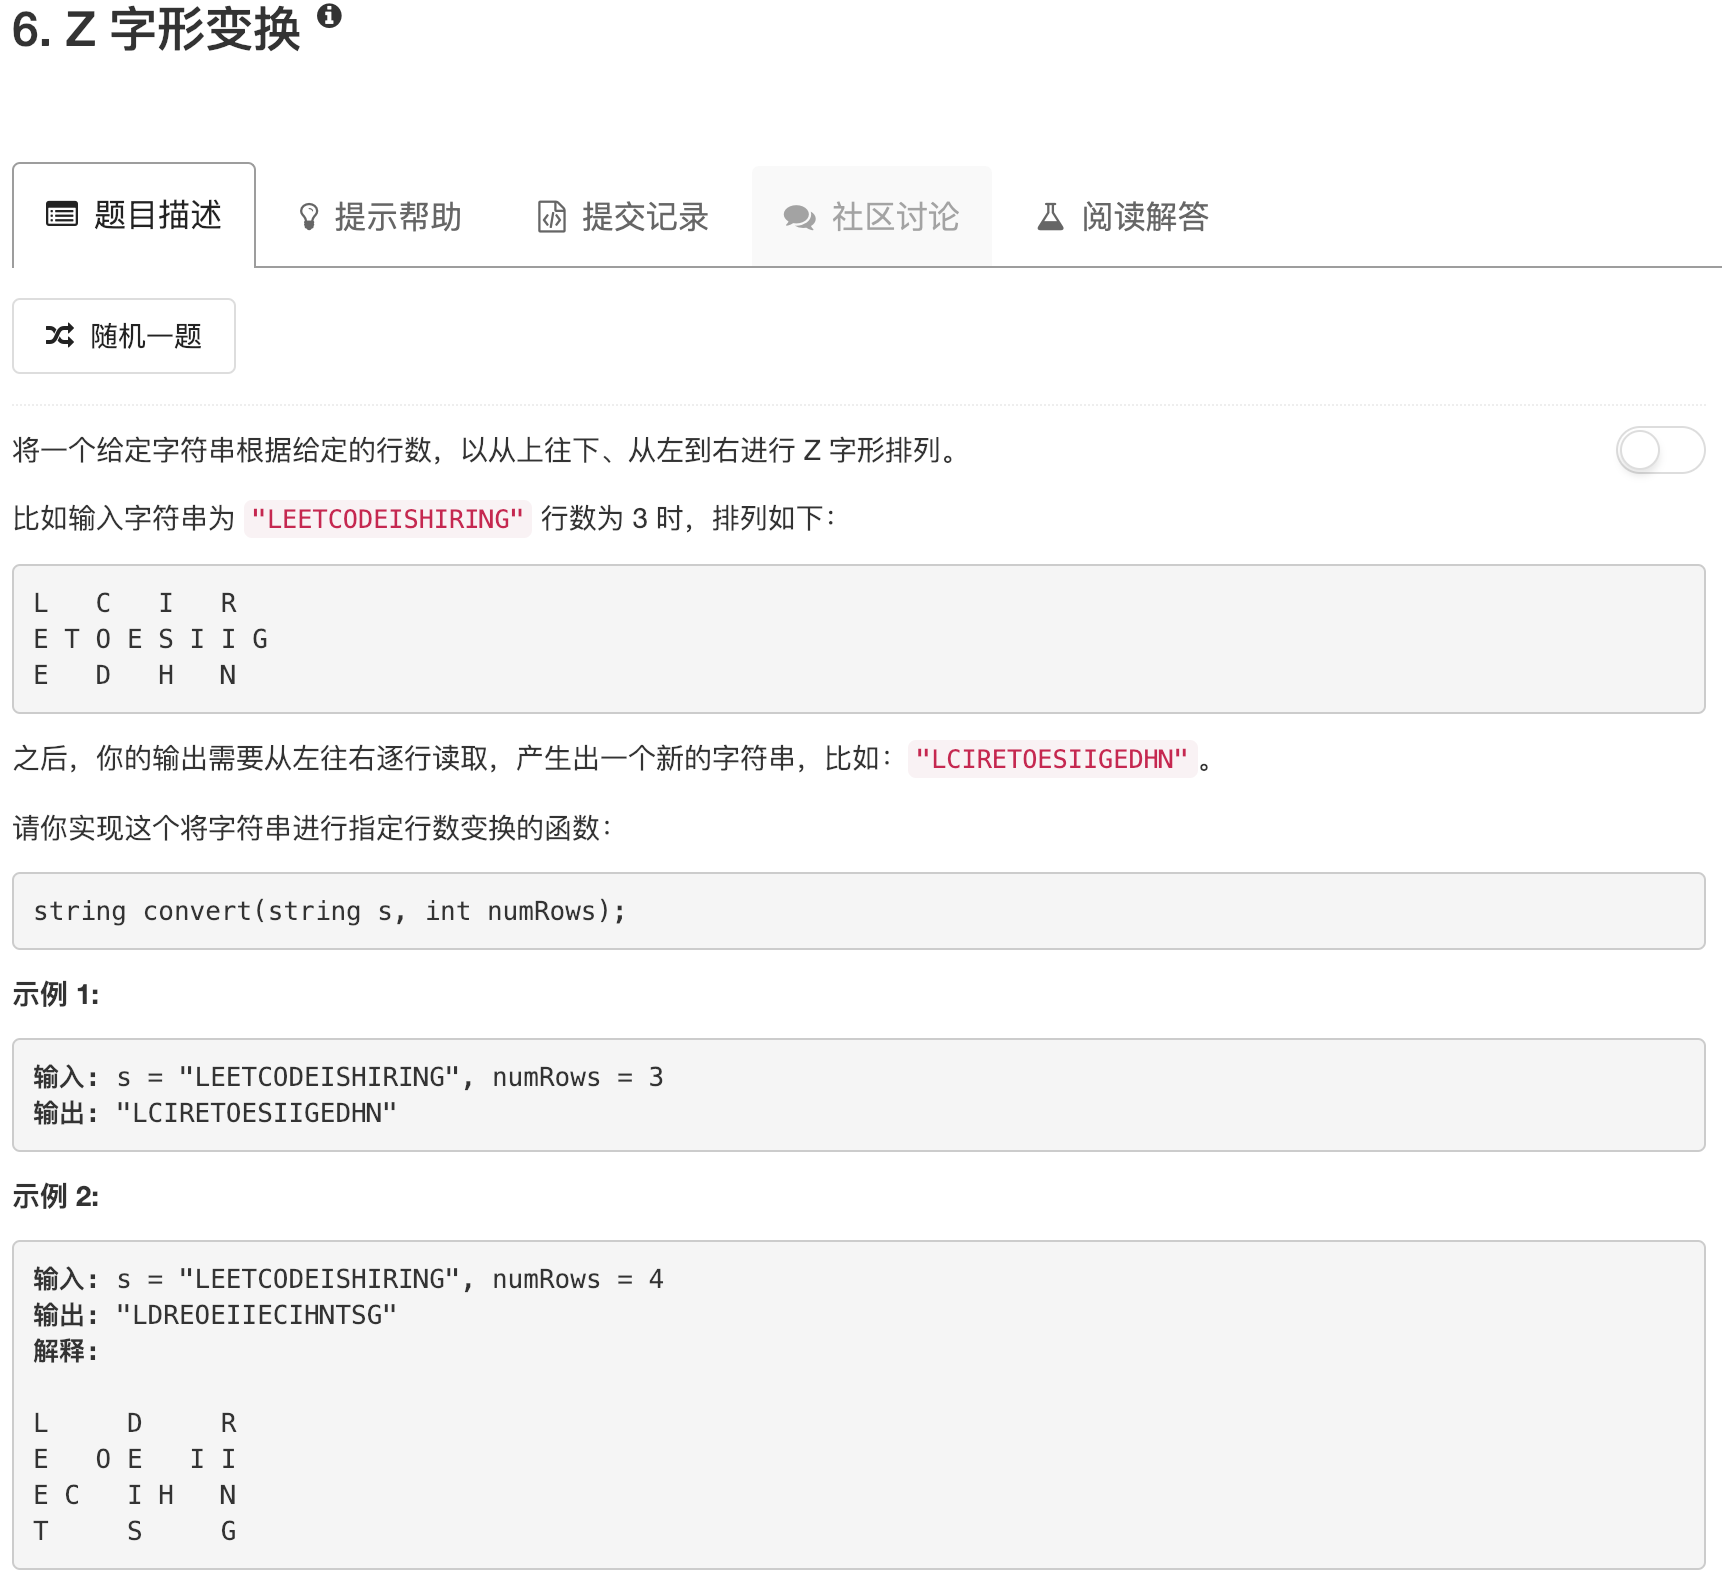 6. Z 字形变换
题目描述 提示帮助 提交记录 社区讨论 阅读解答
随机一题
将一个给定字符串根据给定的行数，以从上往下、从左到右进行 Z 字形排列。
比如输入字符串为 "LEETCODEISHIRING" 行数为 3 时，排列如下：
L   C   I   R
E T O E S I I G
E   D   H   N
之后，你的输出需要从左往右逐行读取，产生出一个新的字符串，比如："LCIRETOESIIGEDHN"。
请你实现这个将字符串进行指定行数变换的函数：
string convert(string s, int numRows);
示例 1:
输入: s = "LEETCODEISHIRING", numRows = 3
输出: "LCIRETOESIIGEDHN"
示例 2:
输入: s = "LEETCODEISHIRING", numRows = 4
输出: "LDREOEIIECIHNTSG"
解释:
L     D     R
E   O E   I I
E C   I H   N
T     S     G